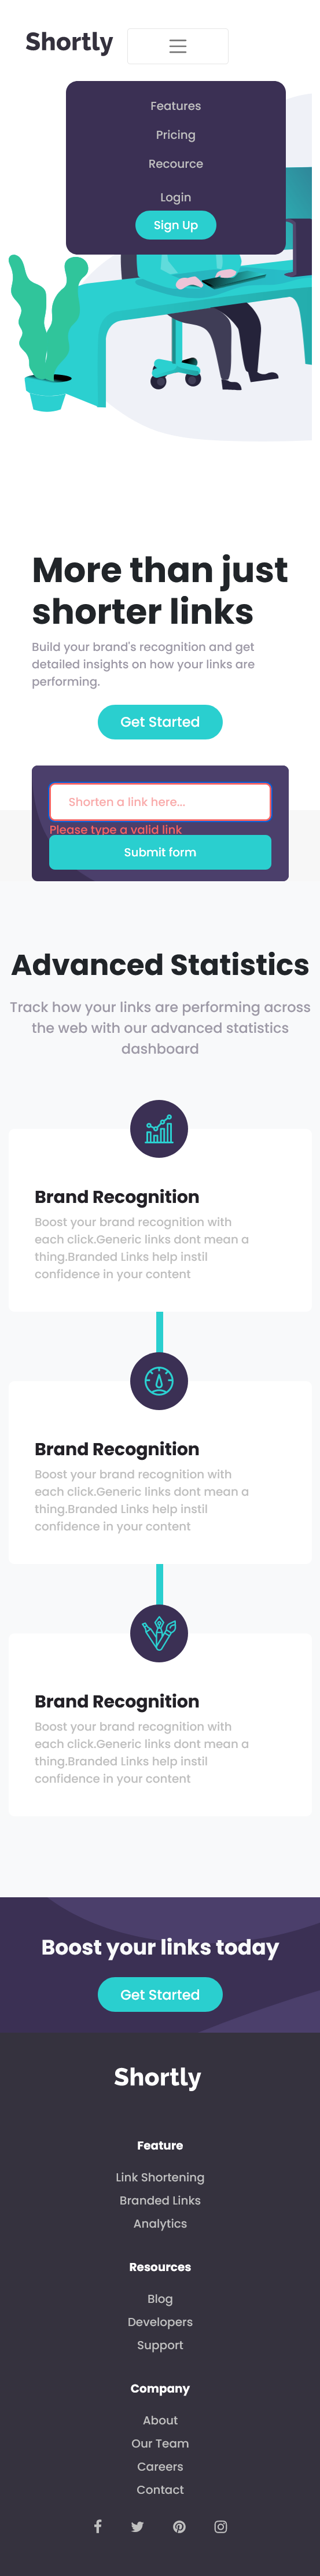 Shortly
Features
Pricing
Recource
Login
Sign Up
More than just
shorter links
Build your brand's recognition and get
detailed insights on how your links are
performing.
Get Started
Shorten a link here...
Please type a valid link
Submit form
Advanced Statistics
Track how your links are performing across
the web with our advanced statistics
dashboard
Brand Recognition
Boost your brand recognition with
each click.Generic links dont mean a
thing.Branded Links help instil
confidence in your content
Brand Recognition
Boost your brand recognition with
each click.Generic links dont mean a
thing.Branded Links help instil
confidence in your content
Brand Recognition
Boost your brand recognition with
each click.Generic links dont mean a
thing.Branded Links help instil
confidence in your content
Boost your links today
Get Started
Shortly
Feature
Link Shortening
Branded Links
Analytics
Resources
Blog
Developers
Support
Company
About
Our Team
Careers
Contact